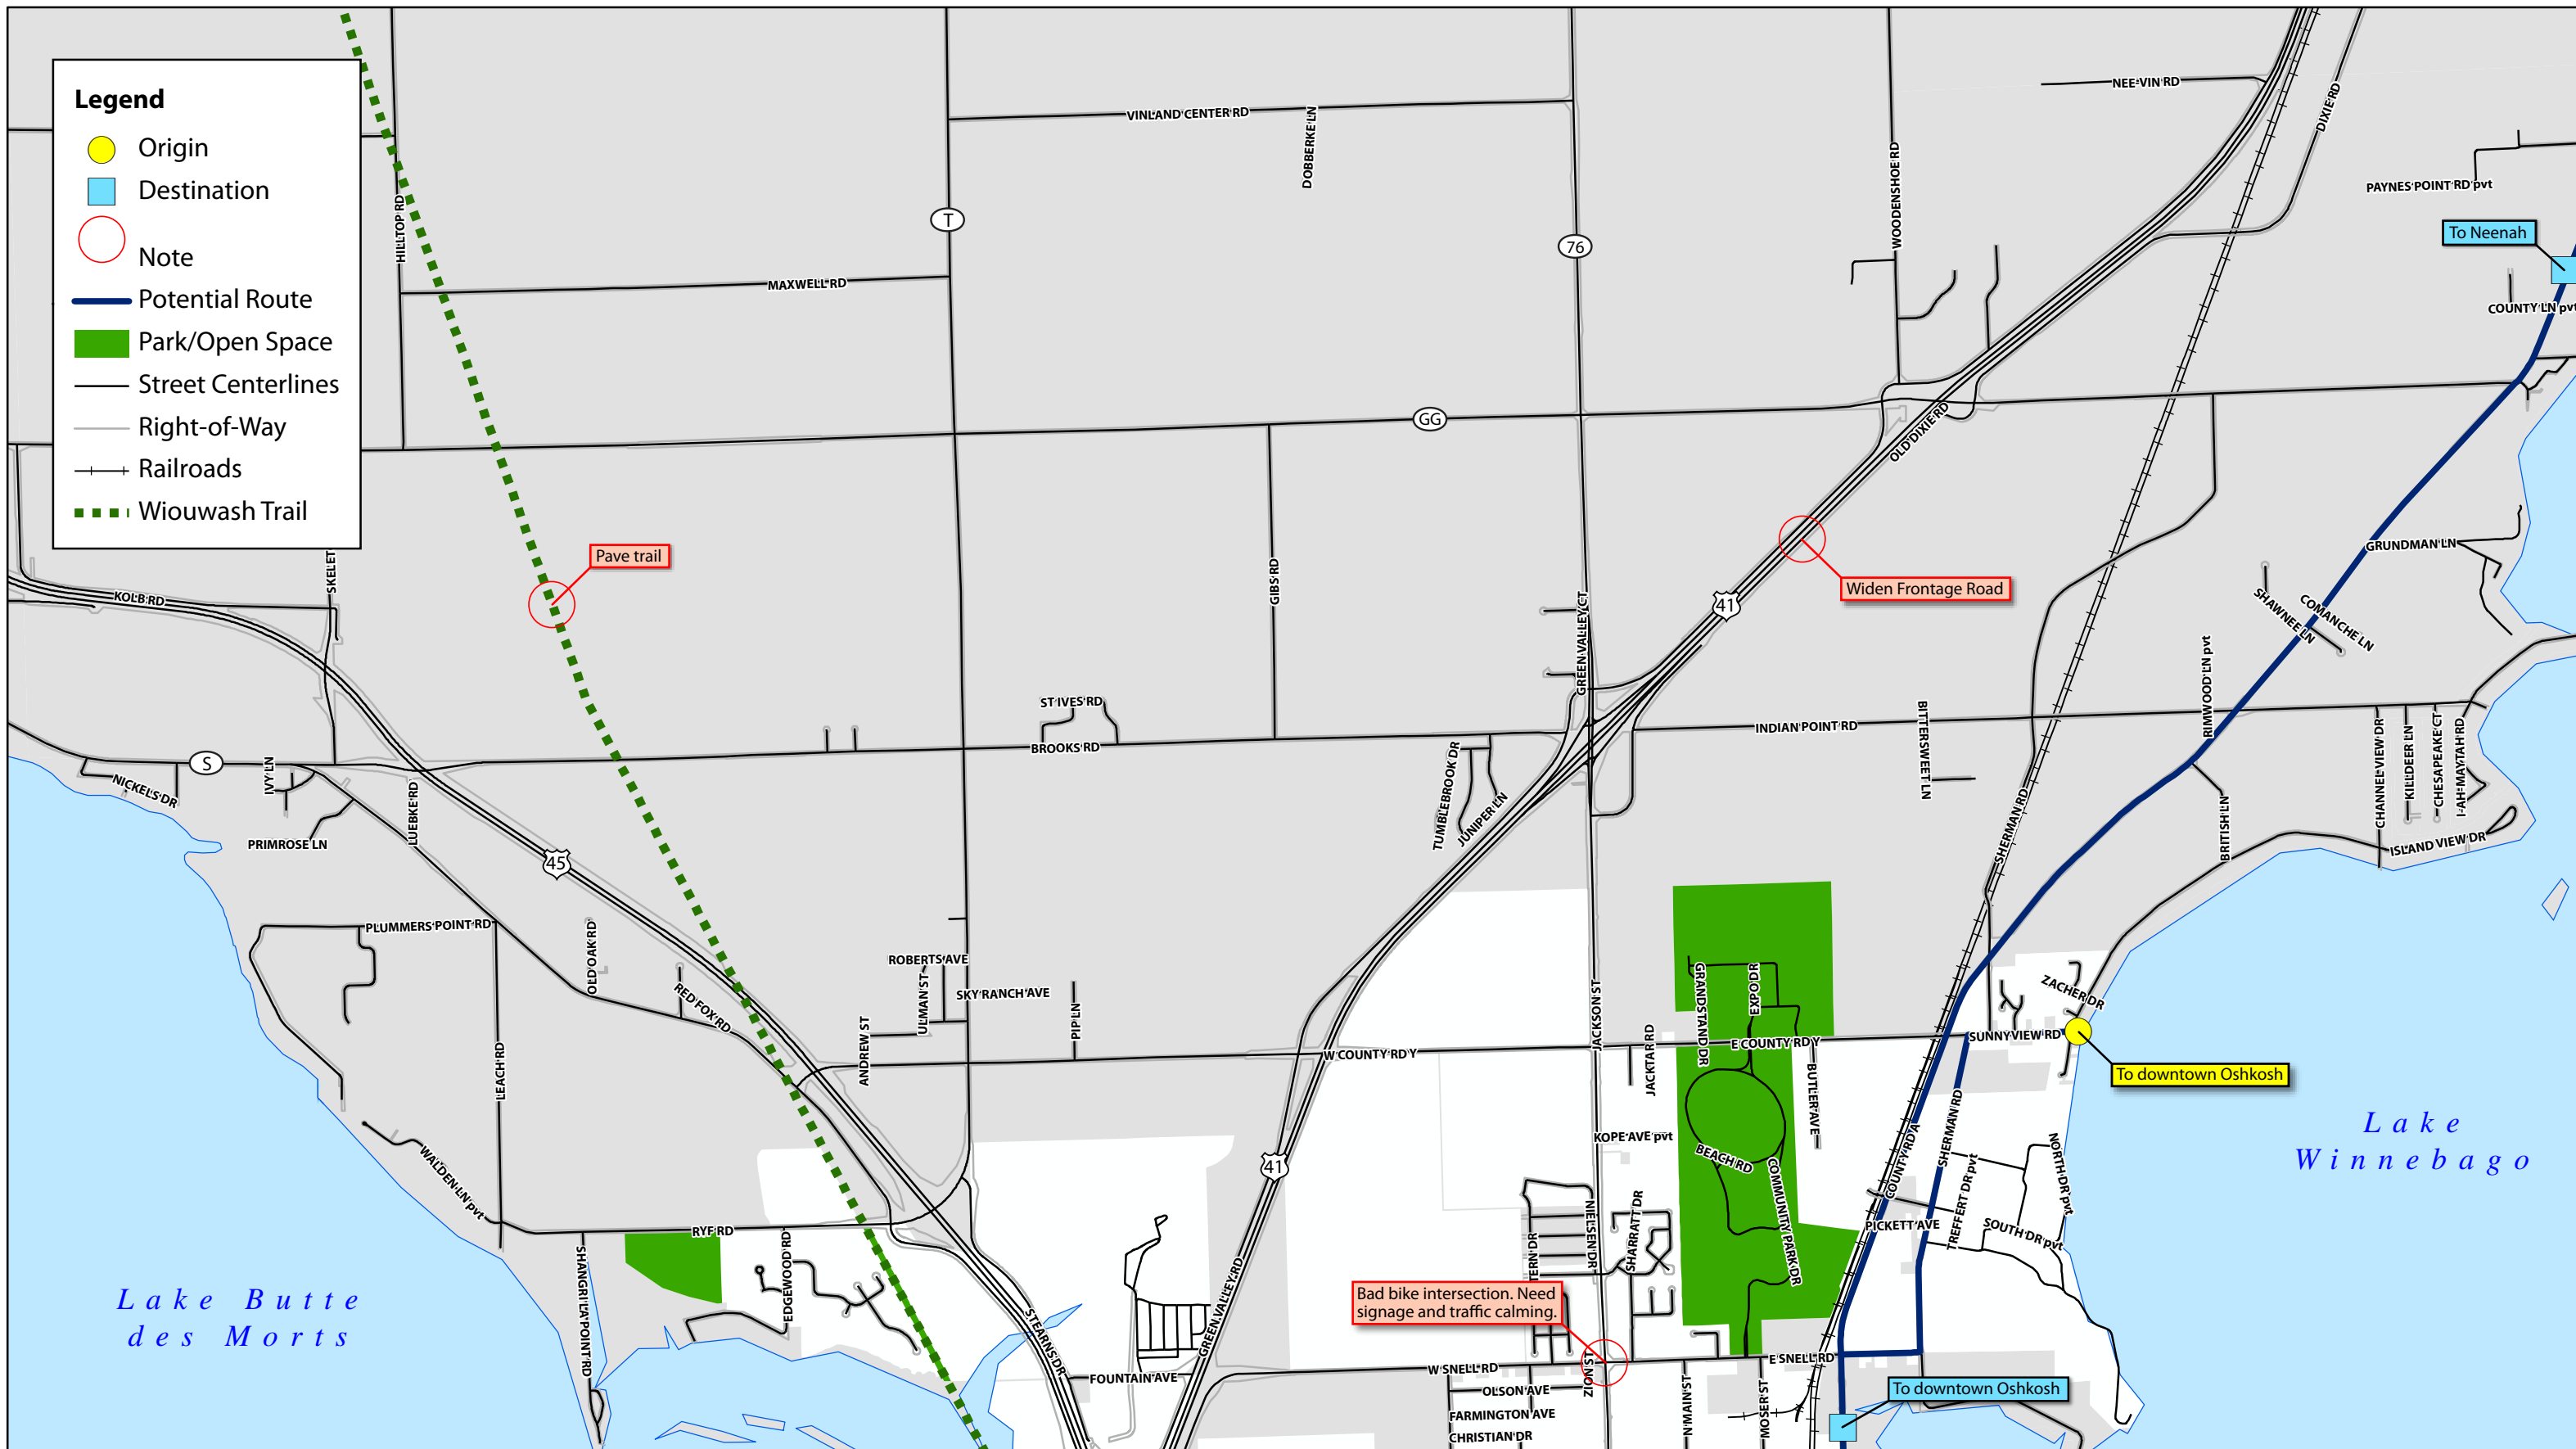 Legend
Origin
Destination
Note
Potential Route
Park/Open Space
Street Centerlines
Right-of-Way
Railroads
Wiouwash Trail
NEE-VIN RD
DIXIE RD
VINLAND CENTER RD
DOBBERKE LN
WOODENSHOE RD
PAYNES POINT RD pvt
HILLTOP RD
T
76
To Neenah
MAXWELL RD
COUNTY LN pvt
GG
OLD DIXIE RD
SKELET
Pave trail
GIBS RD
GREEN VALLEY CT
41
Widen Frontage Road
GRUNDMAN LN
KOLB RD
SHAWNEE LN
COMANCHE LN
RIMWOOD LN pvt
ST IVES RD
BROOKS RD
INDIAN POINT RD
BITTERSWEET LN
S
IVY LN
NICKELS DR
LUEBKE RD
PRIMROSE LN
TUMBLEBROOK DR
JUNIPER LN
SHERMAN RD
BRITISH LN
CHANNEL VIEW DR
KILLDEER LN
CHESAPEAKE CT
I-AH-MAYTAH RD
ISLAND VIEW DR
45
PLUMMERS POINT RD
OLD OAK RD
RED FOX RD
ROBERTS AVE
ULMAN ST
SKY RANCH AVE
ANDREW ST
PIP LN
W COUNTY RD Y
JACKSON ST
JACKTAR RD
GRANDSTAND DR
EXPO DR
E COUNTY RD Y
BUTLER AVE
ZACHER DR
SUNNYVIEW RD
To downtown Oshkosh
LEACH RD
WALDEN LN pvt
KOPE AVE pvt
BEACH RD
COMMUNITY PARK DR
COUNTY RD A
SHERMAN RD
TREFFERT DR pvt
NORTH DR pvt
SOUTH DR pvt
PICKETT AVE
Lake
Winnebago
41
RYF RD
SHANGRI LA POINT RD
EDGEWOOD RD
STEARNS DR
GREEN VALLEY RD
TERN DR
NIELSEN DR
SHARRATT DR
Lake Butte
des Morts
Bad bike intersection. Need
signage and traffic calming.
FOUNTAIN AVE
W SNELL RD
ZION ST
E SNELL RD
OLSON AVE
FARMINGTON AVE
CHRISTIAN DR
N MAIN ST
MOSER ST
To downtown Oshkosh